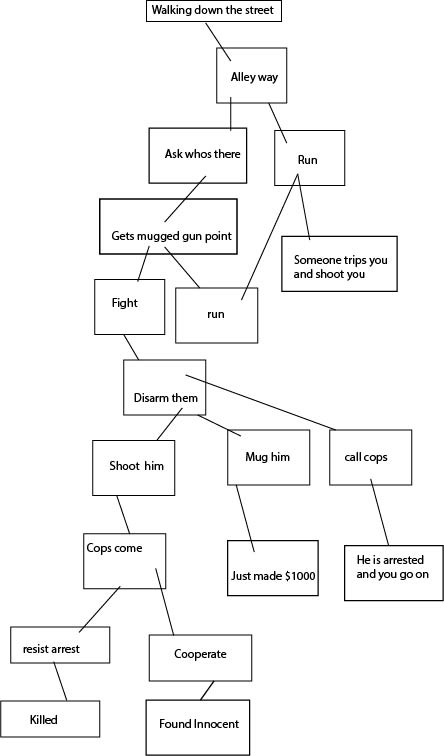 Walking down the street
Alley way
Ask whos there
Run
Gets mugged gun point
Someone trips you
and shoot you
Fight
run
Disarm them
Shoot him
Mug him
call cops
Cops come
Just made $1000
He is arrested
and you go on
resist arrest
Cooperate
Killed
Found Innocent